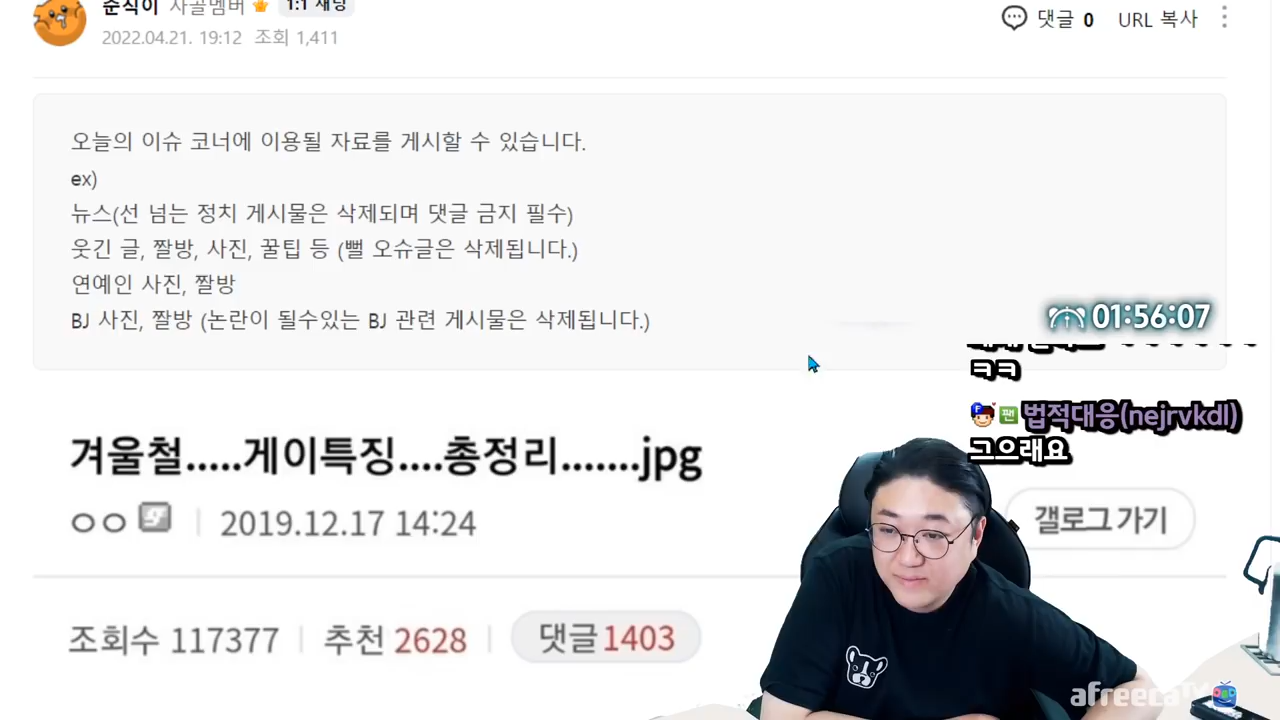 순식이 사골멤버 1:1 채팅
2022.04.21. 19:12 조회 1,411
댓글 0 URL 복사
오늘의 이슈 코너에 이용될 자료를 게시할 수 있습니다.
ex)
뉴스(선 넘는 정치 게시물은 삭제되며 댓글 금지 필수)
웃긴 글, 짤방, 사진, 꿀팁 등 (뻘 오슈글은 삭제됩니다.)
연예인 사진, 짤방
BJ 사진, 짤방 (논란이 될수있는 BJ 관련 게시물은 삭제됩니다.)
01:56:07
ㅋㅋ
F 팬 법적대응(nejrvkdl)
그으래요
겨울철.....게이특징....총정리.......jpg
ㅇㅇ 2019.12.17 14:24
갤로그 가기
조회수 117377 추천 2628 댓글 1403
afreecaTV